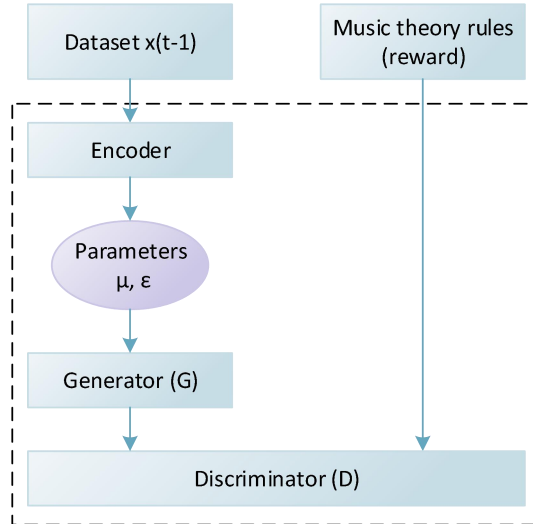 Dataset x(t-1)
Music theory rules
(reward)
Encoder
Parameters
μ, ε
Generator (G)
Discriminator (D)